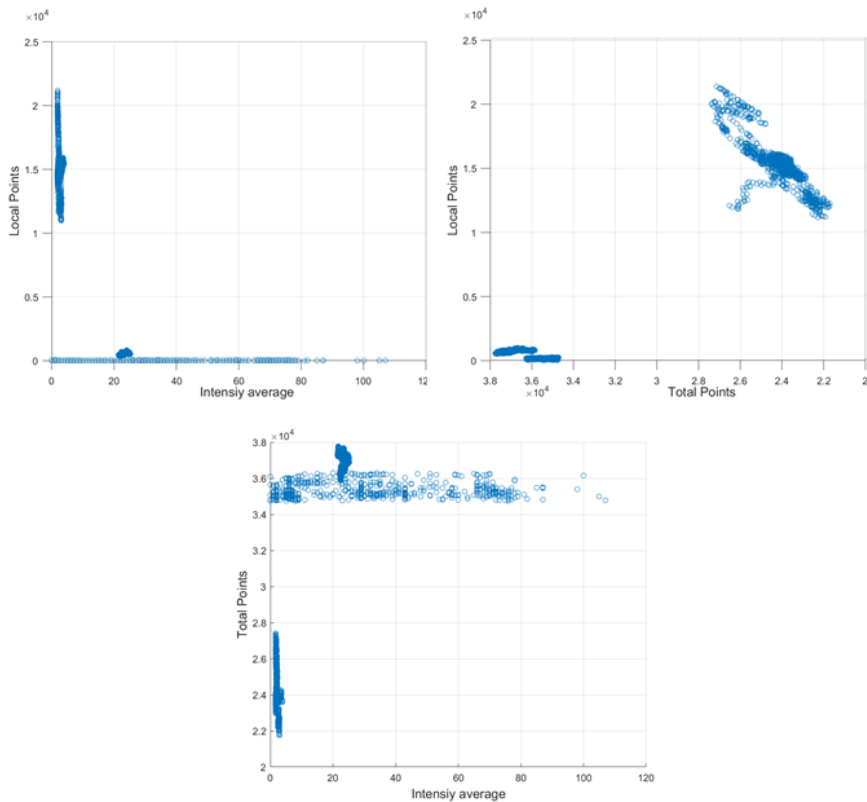 ×10⁴
2.5
2
1.5
1
0.5
0
Local Points
0 20 40 60 80 100 12
Intensiy average
×10⁴
2.5
2
1.5
1
0.5
0
Local Points
3.8 3.6 3.4 3.2 3 2.8 2.6 2.4 2.2 2
×10⁴
Total Points
×10⁴
3.8
3.6
3.4
3.2
3
2.8
2.6
2.4
2.2
2
Total Points
0 20 40 60 80 100 120
Intensiy average